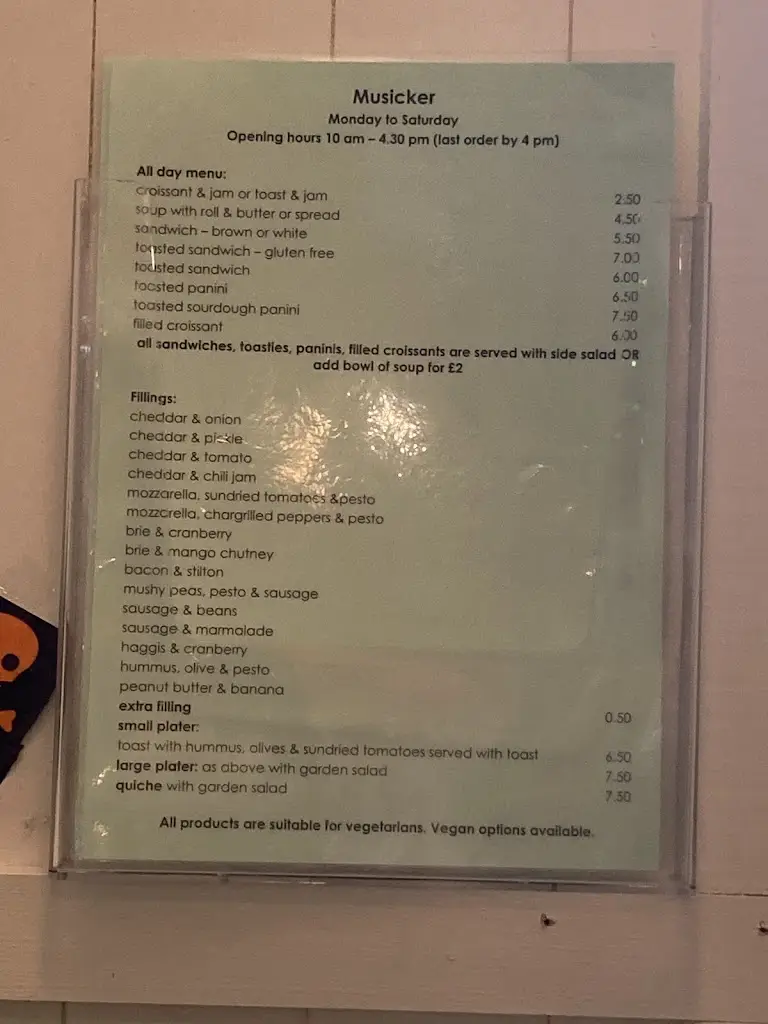 Musicker
Monday to Saturday
Opening hours 10 am – 4.30 pm (last order by 4 pm)
All day menu:
croissant & jam or toast & jam 2.50
soup with roll & butter or spread 4.50
sandwich – brown or white 5.50
toasted sandwich – gluten free 7.00
toasted sandwich 6.00
toasted panini 6.50
toasted sourdough panini 7.50
filled croissant 6.00
all sandwiches, toasties, paninis, filled croissants are served with side salad OR
add bowl of soup for £2
Fillings:
cheddar & onion
cheddar & pickle
cheddar & tomato
cheddar & chili jam
mozzarella, sundried tomatoes &pesto
mozzarella, chargrilled peppers & pesto
brie & cranberry
brie & mango chutney
bacon & stilton
mushy peas, pesto & sausage
sausage & beans
sausage & marmalade
haggis & cranberry
hummus, olive & pesto
peanut butter & banana
extra filling 0.50
small plater:
toast with hummus, olives & sundried tomatoes served with toast 6.50
large plater: as above with garden salad 7.50
quiche with garden salad 7.50
All products are suitable for vegetarians. Vegan options available.